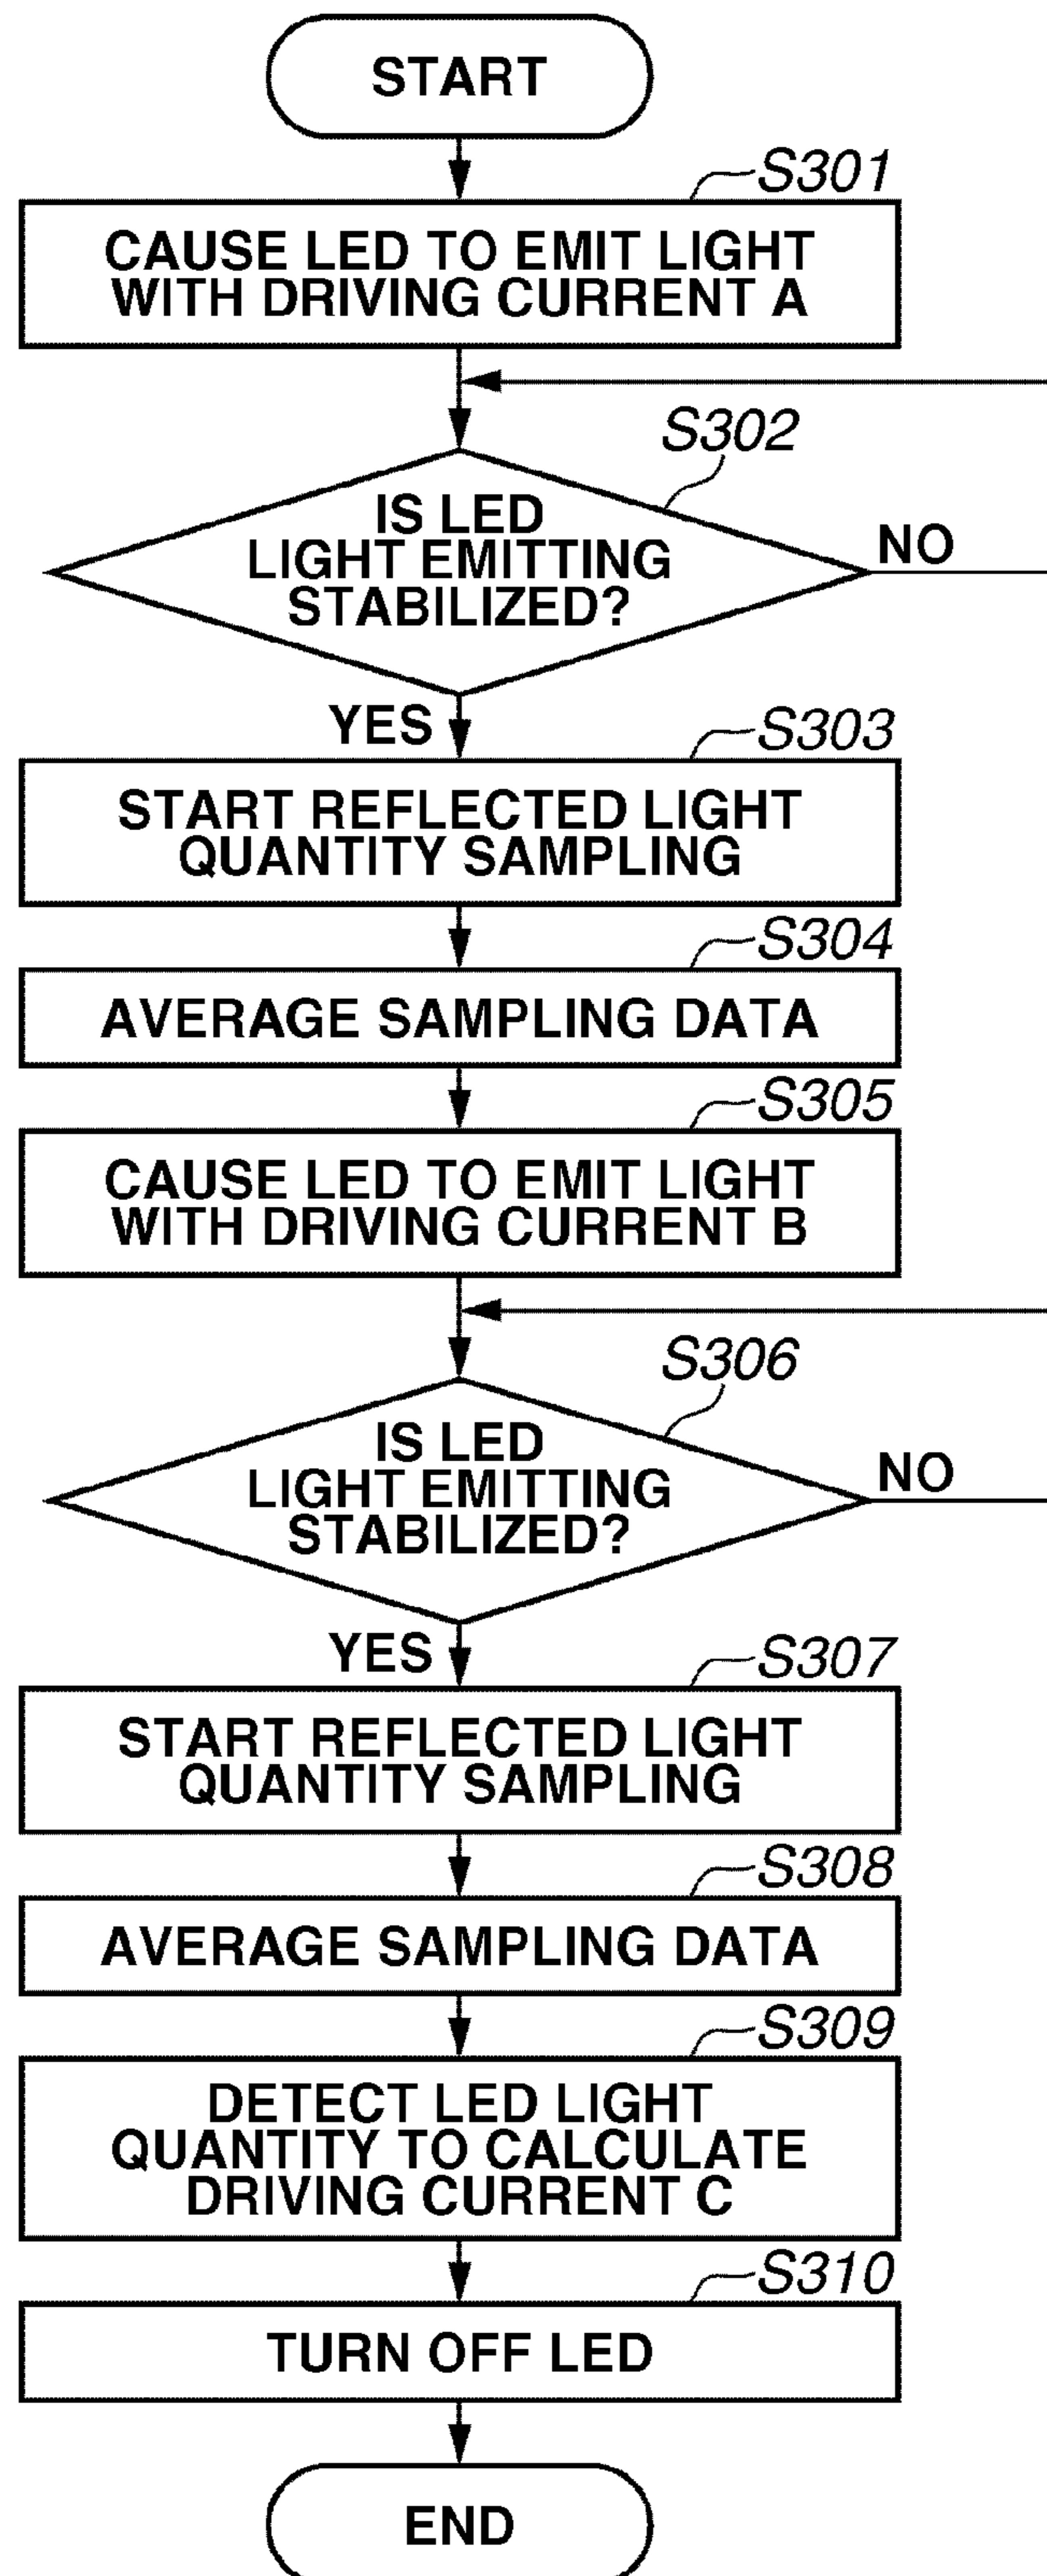 START
S301
CAUSE LED TO EMIT LIGHT
WITH DRIVING CURRENT A
S302
IS LED
LIGHT EMITTING
STABILIZED?
NO
YES
S303
START REFLECTED LIGHT
QUANTITY SAMPLING
S304
AVERAGE SAMPLING DATA
S305
CAUSE LED TO EMIT LIGHT
WITH DRIVING CURRENT B
S306
IS LED
LIGHT EMITTING
STABILIZED?
NO
YES
S307
START REFLECTED LIGHT
QUANTITY SAMPLING
S308
AVERAGE SAMPLING DATA
S309
DETECT LED LIGHT
QUANTITY TO CALCULATE
DRIVING CURRENT C
S310
TURN OFF LED
END